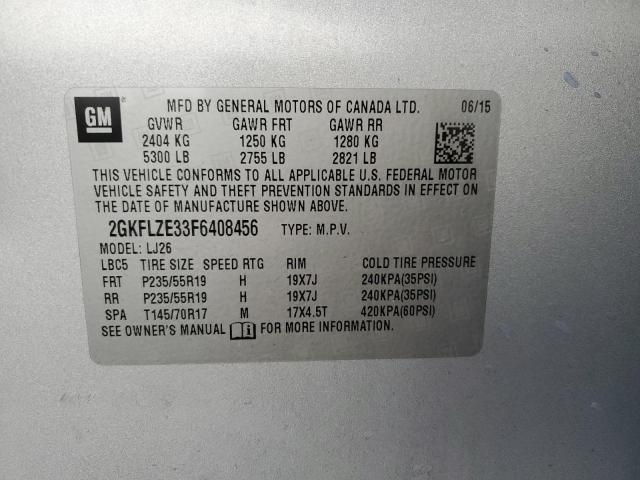 GM
MFD BY GENERAL MOTORS OF CANADA LTD. 06/15
GVWR GAWR FRT GAWR RR
2404 KG 1250 KG 1280 KG
5300 LB 2755 LB 2821 LB
THIS VEHICLE CONFORMS TO ALL APPLICABLE U.S. FEDERAL MOTOR
VEHICLE SAFETY AND THEFT PREVENTION STANDARDS IN EFFECT ON
THE DATE OF MANUFACTURE SHOWN ABOVE.
2GKFLZE33F6408456 TYPE: M.P.V.
MODEL: LJ26
LBC5 TIRE SIZE SPEED RTG RIM COLD TIRE PRESSURE
FRT P235/55R19 H 19X7J 240KPA(35PSI)
RR P235/55R19 H 19X7J 240KPA(35PSI)
SPA T145/70R17 M 17X4.5T 420KPA(60PSI)
SEE OWNER'S MANUAL FOR MORE INFORMATION.